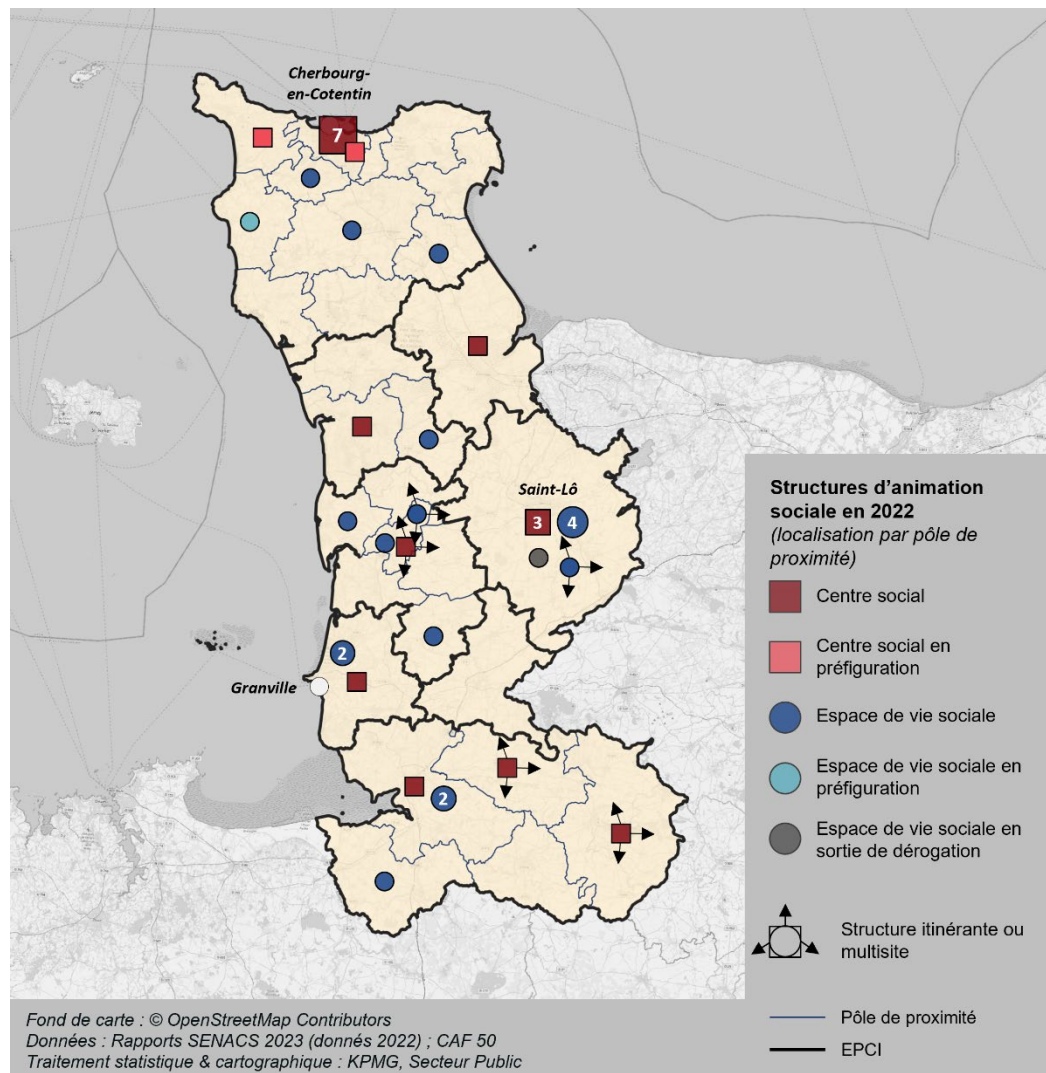 Cherbourg-
en-Cotentin
7
Saint-Lô
3
4
2
Granville
2
Structures d’animation
sociale en 2022
(localisation par pôle de
proximité)
Centre social
Centre social en
préfiguration
Espace de vie sociale
Espace de vie sociale en
préfiguration
Espace de vie sociale en
sortie de dérogation
Structure itinérante ou
multisite
Pôle de proximité
EPCI
Fond de carte : © OpenStreetMap Contributors
Données : Rapports SENACS 2023 (donnés 2022) ; CAF 50
Traitement statistique & cartographique : KPMG, Secteur Public